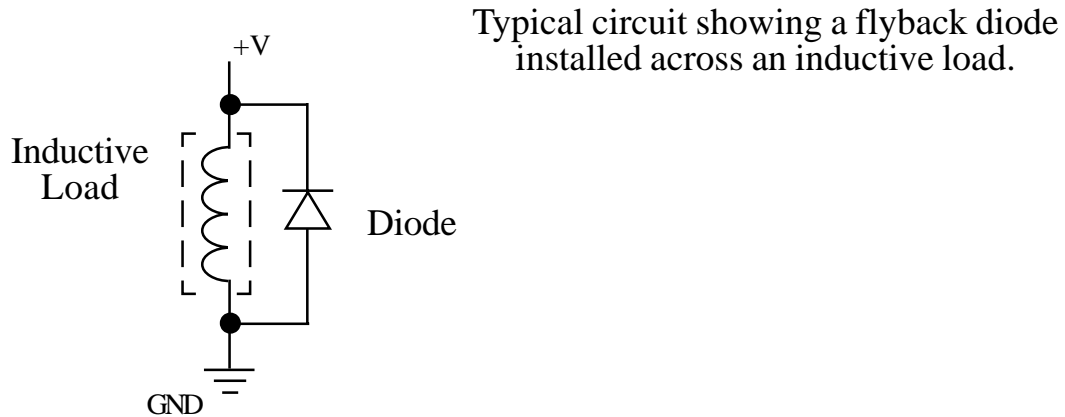 Typical circuit showing a flyback diode
installed across an inductive load.
+V
Inductive
Load
Diode
GND